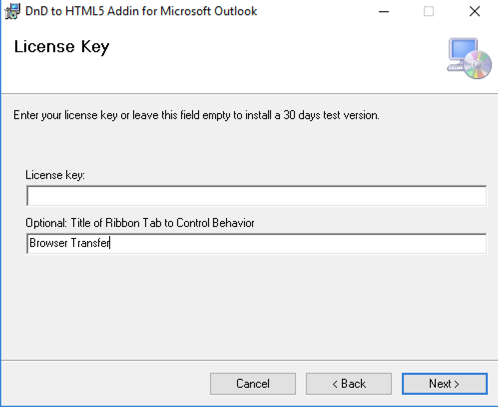 DnD to HTML5 Addin for Microsoft Outlook
License Key
Enter your license key or leave this field empty to install a 30 days test version.
License key:
Optional: Title of Ribbon Tab to Control Behavior
Browser Transfer
Cancel
< Back
Next >